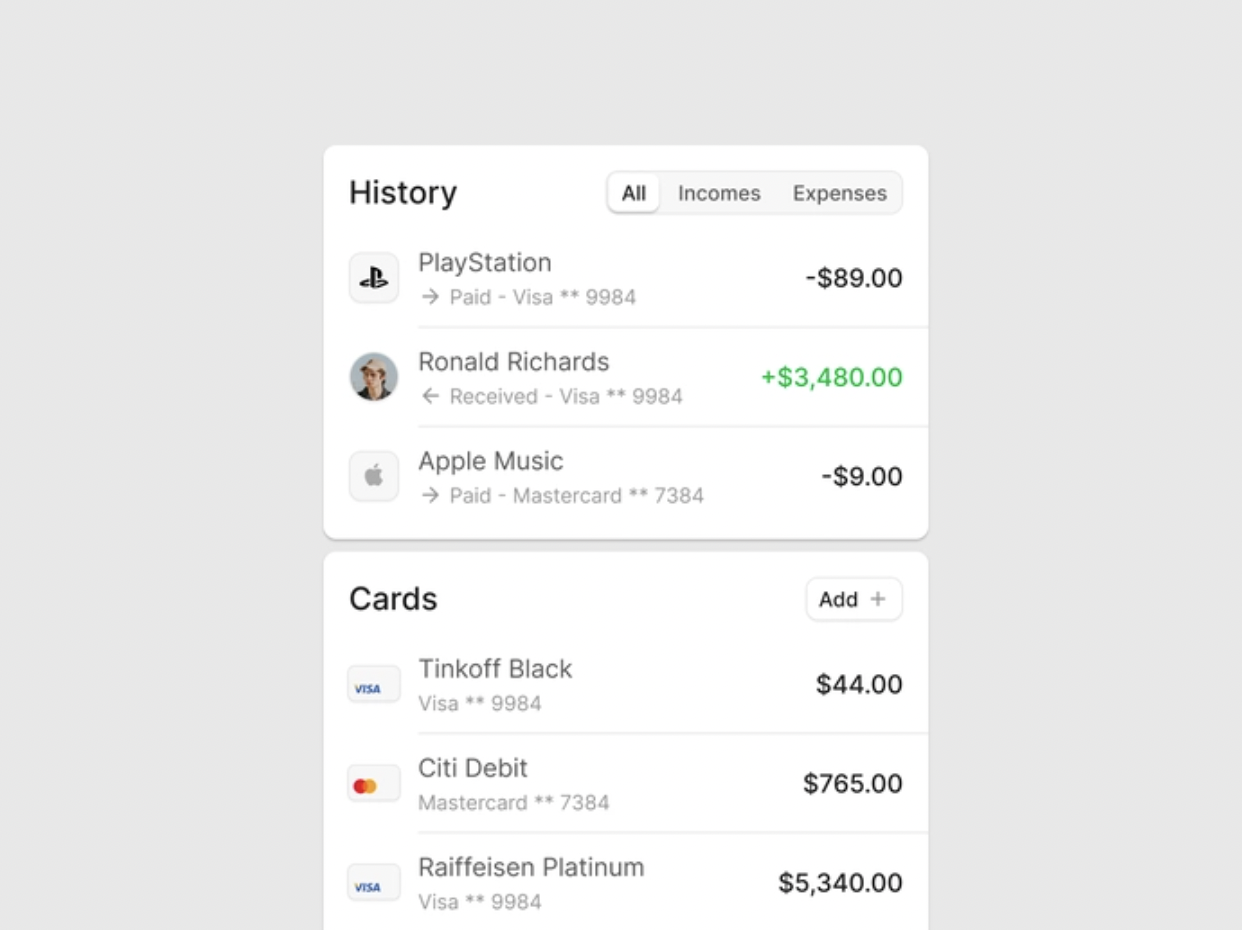 History
All Incomes Expenses
PlayStation
→ Paid - Visa ** 9984
-$89.00
Ronald Richards
← Received - Visa ** 9984
+$3,480.00
Apple Music
→ Paid - Mastercard ** 7384
-$9.00
Cards
Add +
VISA
Tinkoff Black
Visa ** 9984
$44.00
Citi Debit
Mastercard ** 7384
$765.00
VISA
Raiffeisen Platinum
Visa ** 9984
$5,340.00